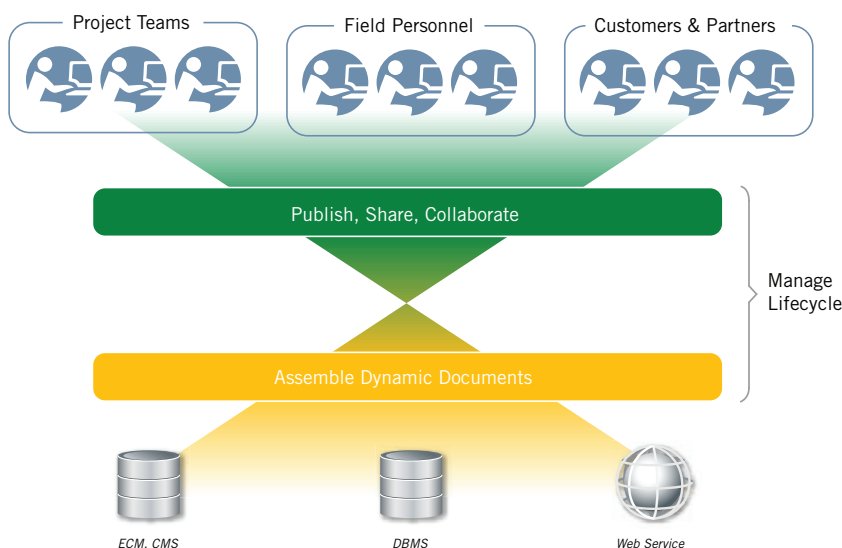 Project Teams
Field Personnel
Customers & Partners
Publish, Share, Collaborate
Manage
Lifecycle
Assemble Dynamic Documents
ECM, CMS
DBMS
Web Service